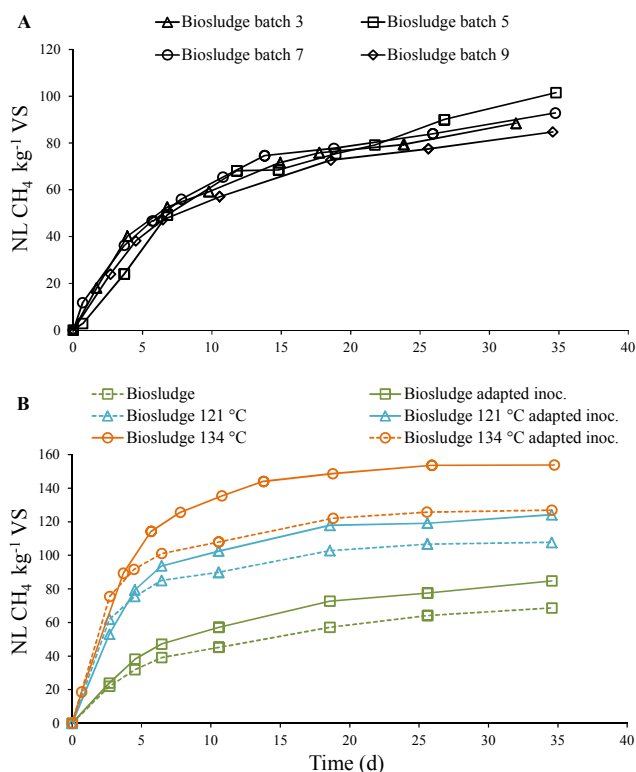 A
Biosludge batch 3 Biosludge batch 5
Biosludge batch 7 Biosludge batch 9
NL CH₄ kg⁻¹ VS
120
100
80
60
40
20
0
0 5 10 15 20 25 30 35 40
B
Biosludge Biosludge adapted inoc.
Biosludge 121 °C Biosludge 121 °C adapted inoc.
Biosludge 134 °C Biosludge 134 °C adapted inoc.
NL CH₄ kg⁻¹ VS
160
140
120
100
80
60
40
20
0
0 5 10 15 20 25 30 35 40
Time (d)